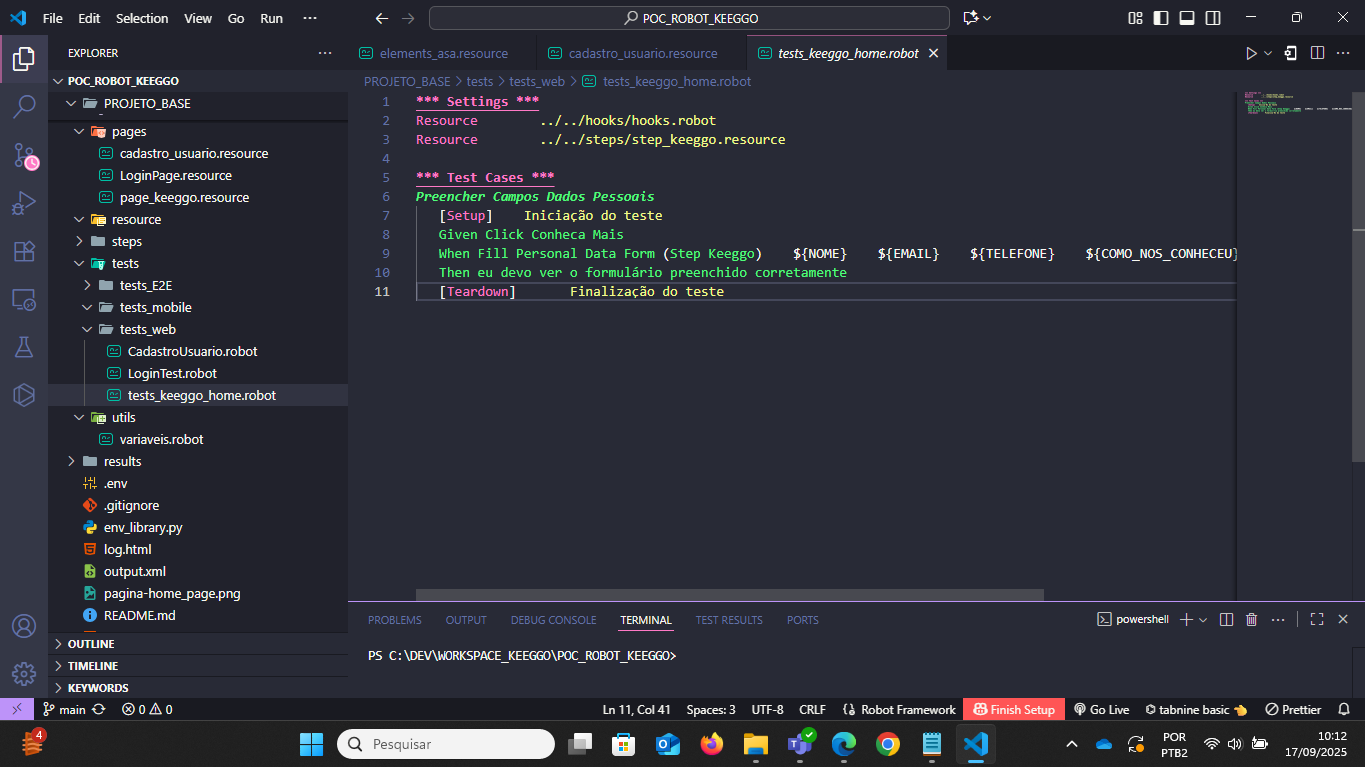 File Edit Selection View Go Run ···
POC_ROBOT_KEEGGO
EXPLORER
POC_ROBOT_KEEGGO
PROJETO_BASE
pages
cadastro_usuario.resource
LoginPage.resource
page_keeggo.resource
resource
steps
tests
tests_E2E
tests_mobile
tests_web
CadastroUsuario.robot
LoginTest.robot
tests_keeggo_home.robot
utils
variaveis.robot
results
.env
.gitignore
env_library.py
log.html
output.xml
pagina-home_page.png
README.md
OUTLINE
TIMELINE
KEYWORDS
elements_asa.resource cadastro_usuario.resource tests_keeggo_home.robot
PROJETO_BASE > tests > tests_web > tests_keeggo_home.robot
1 *** Settings ***
2 Resource ../../hooks/hooks.robot
3 Resource ../../steps/step_keeggo.resource
4
5 *** Test Cases ***
6 Preencher Campos Dados Pessoais
7 [Setup] Iniciação do teste
8 Given Click Conheca Mais
9 When Fill Personal Data Form (Step Keeggo) ${NOME} ${EMAIL} ${TELEFONE} ${COMO_NOS_CONHECEU}
10 Then eu devo ver o formulário preenchido corretamente
11 [Teardown] Finalização do teste
PROBLEMS OUTPUT DEBUG CONSOLE TERMINAL TEST RESULTS PORTS
powershell
PS C:\DEV\WORKSPACE_KEEGGO\POC_ROBOT_KEEGGO>
main 0 0 Ln 11, Col 41 Spaces: 3 UTF-8 CRLF Robot Framework Finish Setup Go Live tabnine basic Prettier
4
Pesquisar
POR
PTB2
10:12
17/09/2025